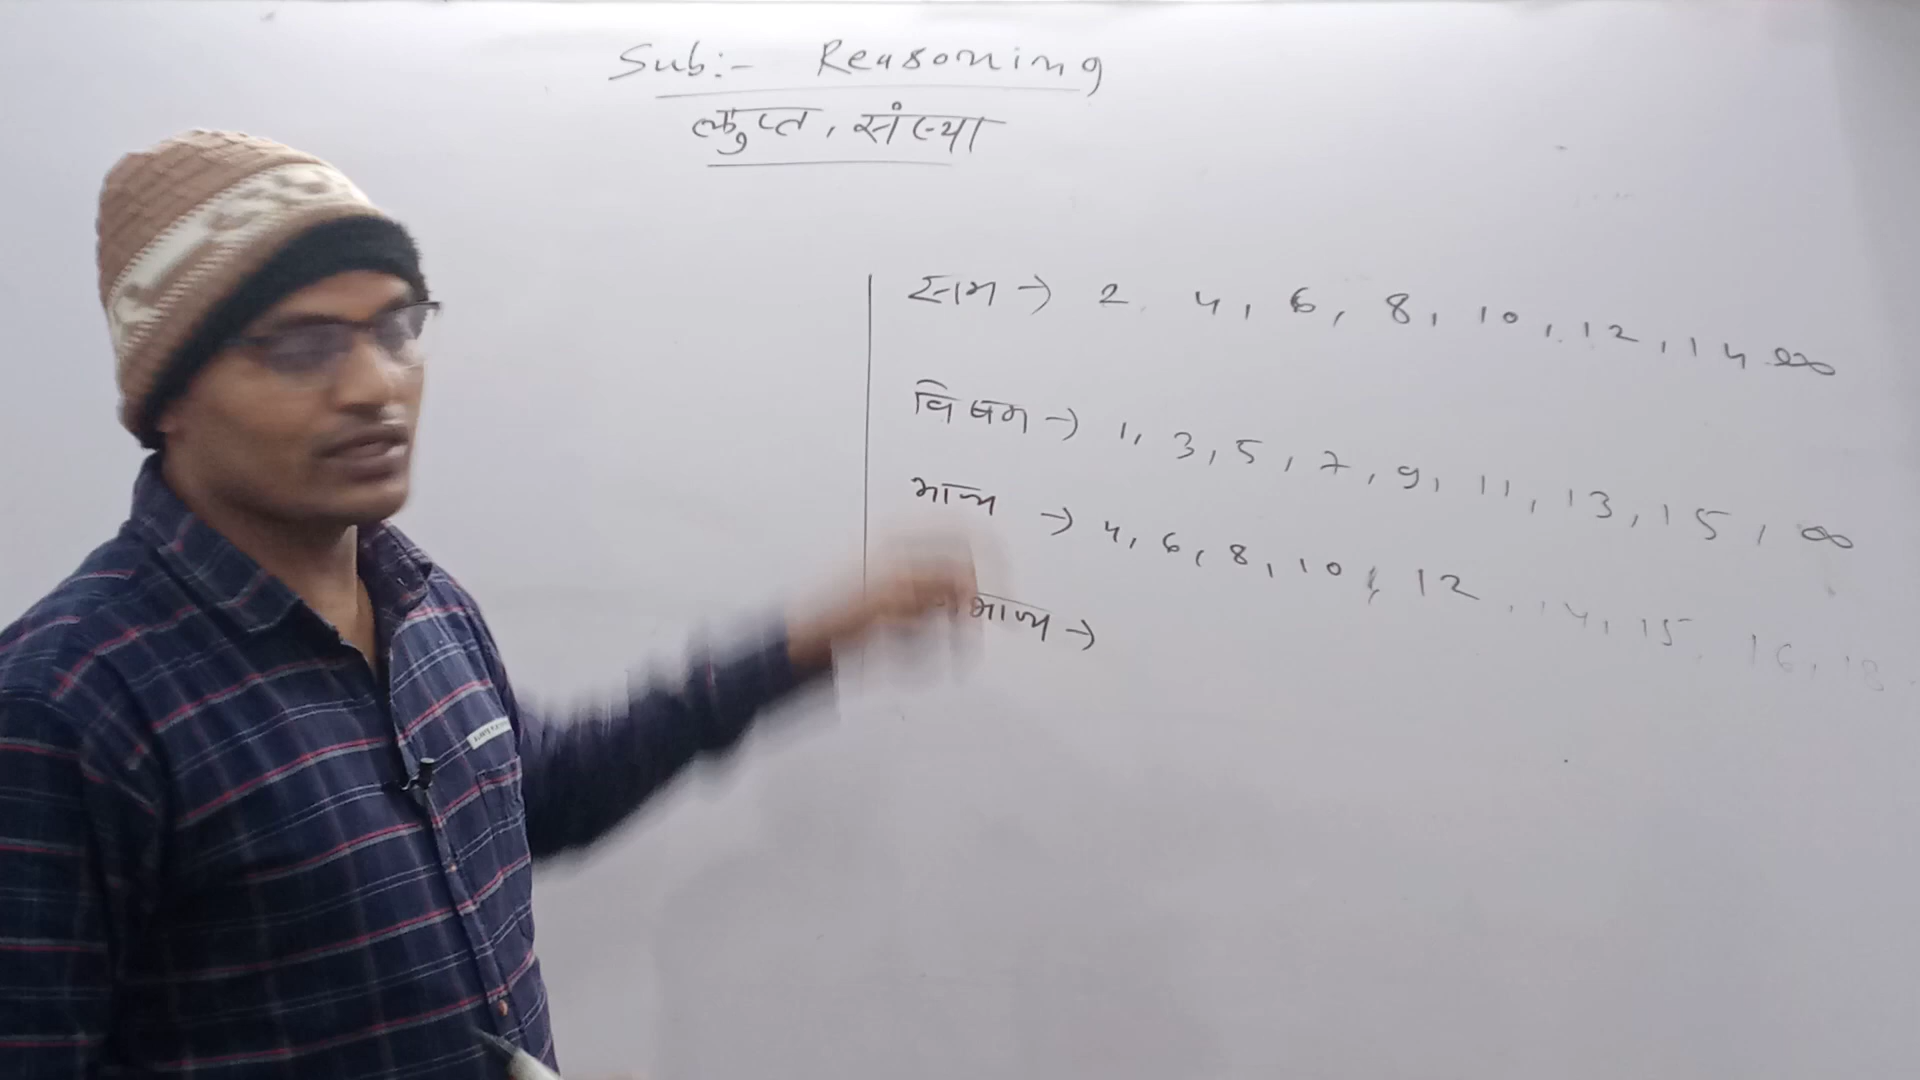 Sub:- Reasoning
लुप्त, संख्या
सम → 2, 4, 6, 8, 10, 12, 14 ∞
विषम → 1, 3, 5, 7, 9, 11, 13, 15, ∞
भाज्य → 4, 6, 8, 10, 12, 14, 15, 16, 18
भाज्य →